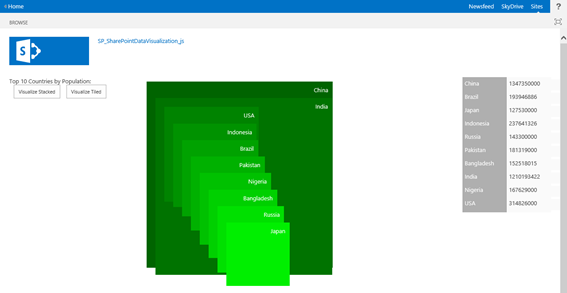 ‹ Home Newsfeed SkyDrive Sites ?
BROWSE
S SP_SharePointDataVisualization_js
Top 10 Countries by Population:
Visualize Stacked Visualize Tiled
China
India
USA
Indonesia
Brazil
Pakistan
Nigeria
Bangladesh
Russia
Japan
China 1347350000
Brazil 193946886
Japan 127530000
Indonesia 237641326
Russia 143300000
Pakistan 181319000
Bangladesh 152518015
India 1210193422
Nigeria 167629000
USA 314826000